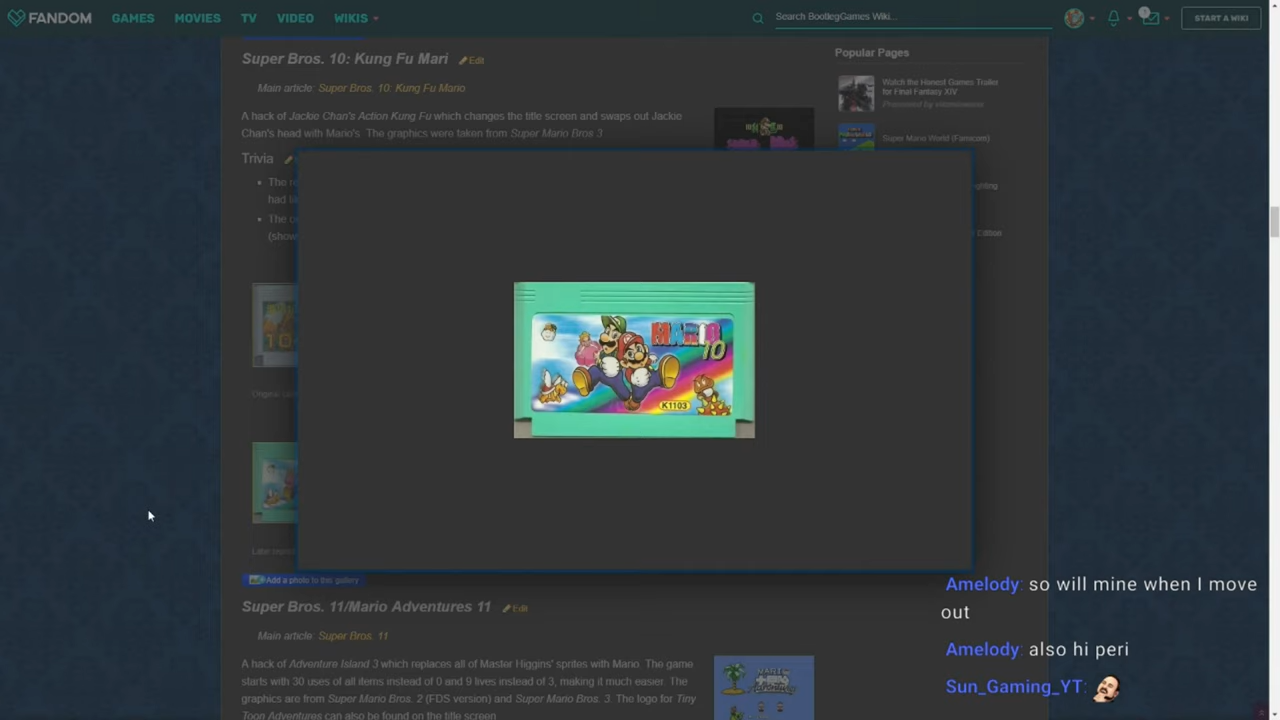 FANDOM
GAMES
MOVIES
TV
VIDEO
WIKIS
Search BootlegGames Wiki...
1
START A WIKI
Super Bros. 10: Kung Fu Mari
Edit
Main article: Super Bros. 10: Kung Fu Mario
A hack of Jackie Chan's Action Kung Fu which changes the title screen and swaps out Jackie
Chan's head with Mario's. The graphics were taken from Super Mario Bros 3
Trivia
The
had
The
(show
MARIO
10
K1103
Add a photo to this gallery
Super Bros. 11/Mario Adventures 11
Edit
Main article: Super Bros. 11
A hack of Adventure Island 3 which replaces all of Master Higgins' sprites with Mario. The game
starts with 30 uses of all items instead of 0 and 9 lives instead of 3, making it much easier. The
graphics are from Super Mario Bros. 2 (FDS version) and Super Mario Bros. 3. The logo for Tiny
Toon Adventures can also be found on the title screen
Popular Pages
Watch the Honest Games Trailer
for Final Fantasy XIV
Super Mario World (Famicom)
Edition
Amelody: so will mine when I move
out
Amelody: also hi peri
Sun_Gaming_YT: